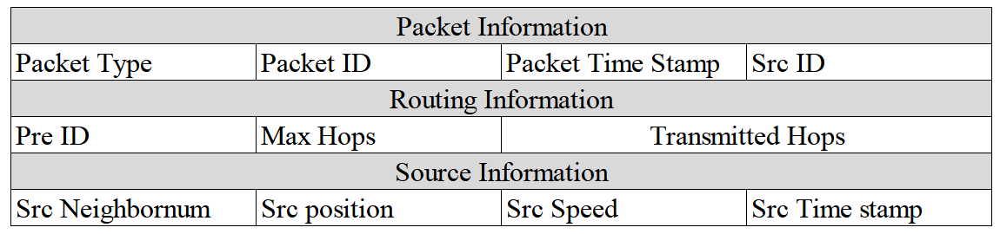 Packet Information
Packet Type Packet ID Packet Time Stamp Src ID
Routing Information
Pre ID Max Hops Transmitted Hops
Source Information
Src Neighbornum Src position Src Speed Src Time stamp